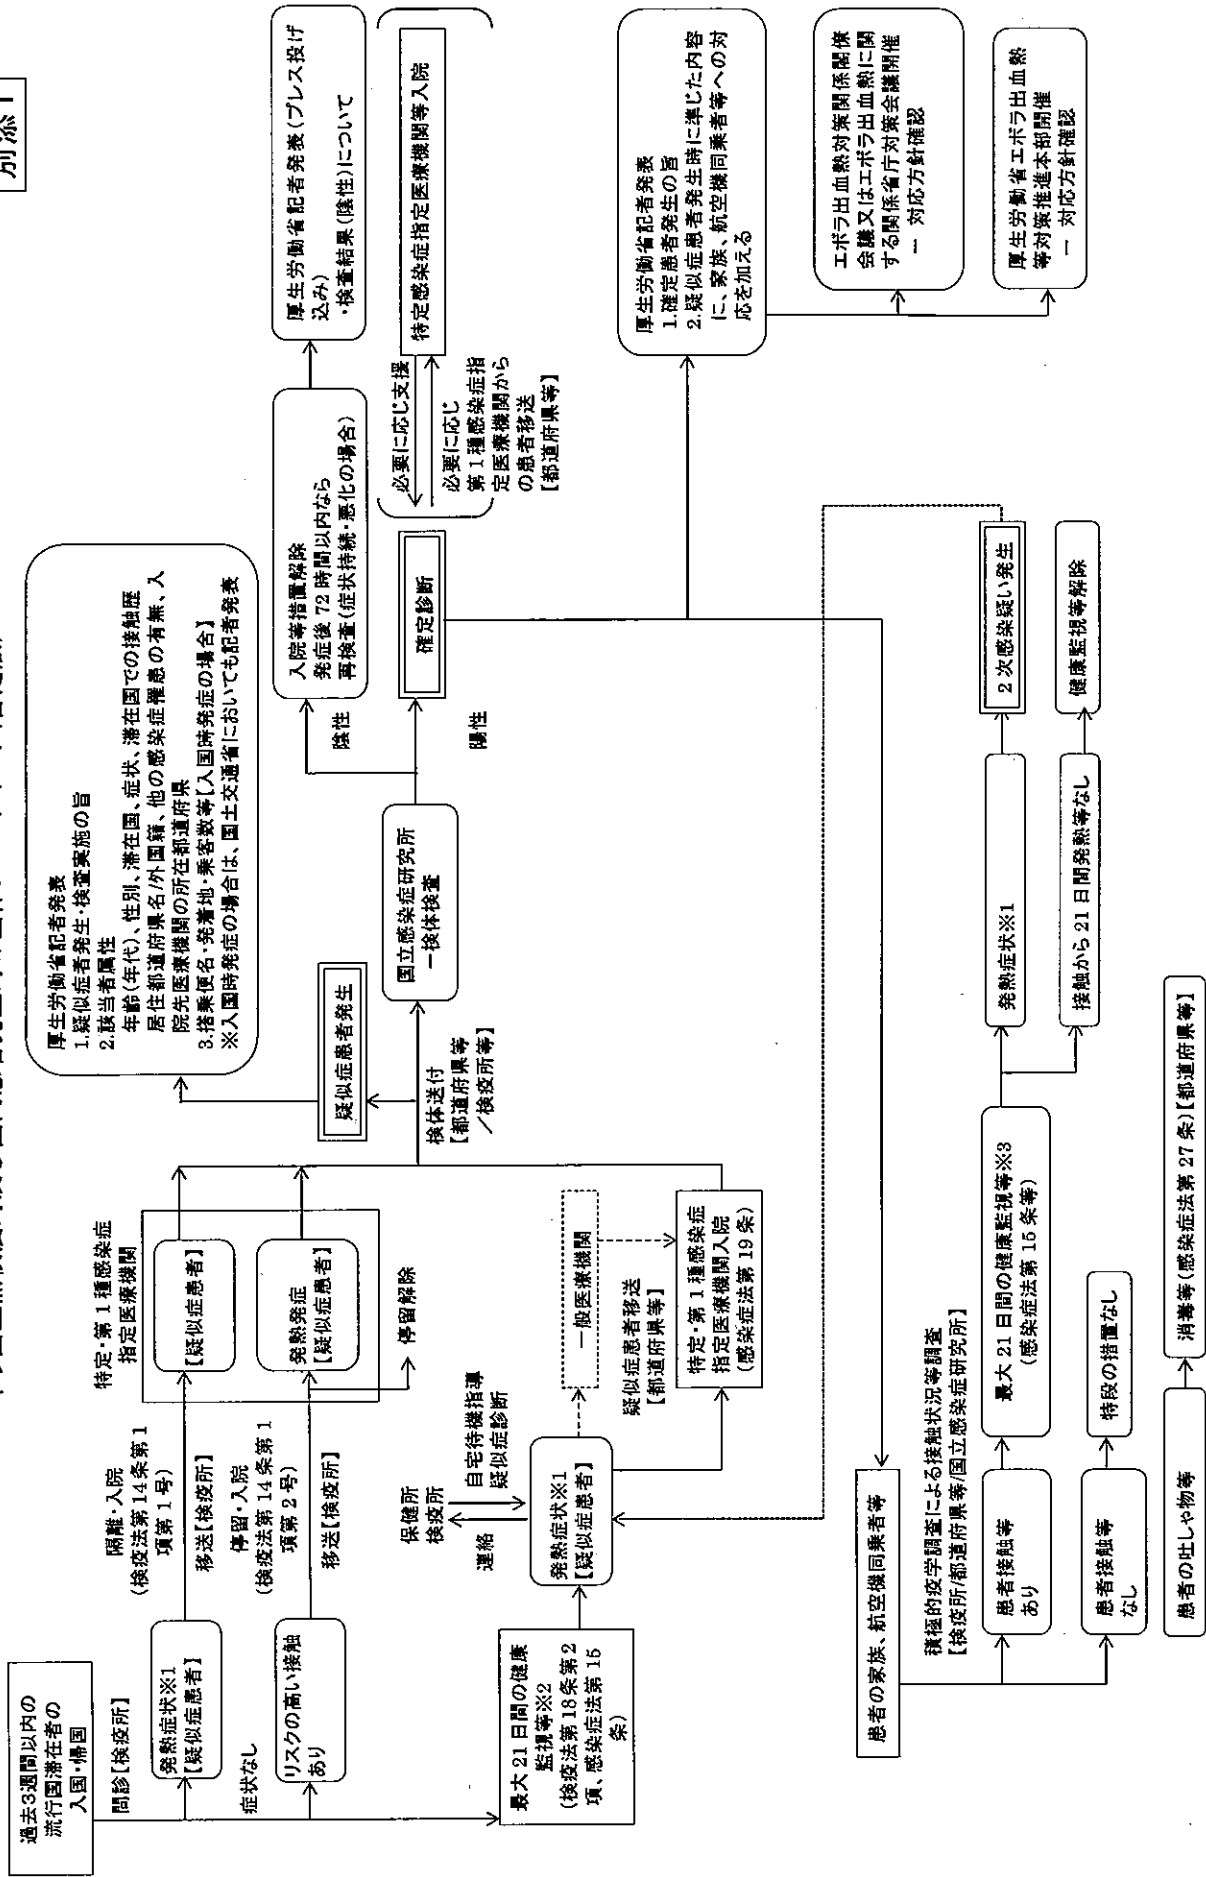 別添1
過去3週間以内の
流行国滞在者の
入国・帰国
問診【検疫所】
発熱症状※1
【疑似症患者】
症状なし
リスクの高い接触
あり
最大21日間の健康
監視等※2
(検疫法第18条第2
項、感染症法第15
条)
隔離・入院
(検疫法第14条第1
項第1号)
移送【検疫所】
停留・入院
(検疫法第14条第1
項第2号)
移送【検疫所】
特定・第1種感染症
指定医療機関
【疑似症患者】
発熱発症
【疑似症患者】
停留解除
保健所
検疫所
連絡
自宅待機指導
疑似症診断
発熱症状※1
【疑似症患者】
一般医療機関
疑似症患者移送
【都道府県等】
特定・第1種感染症
指定医療機関入院
(感染症法第19条)
疑似症患者発生
検体送付
【都道府県等
/検疫所等】
厚生労働省記者発表
1.疑似症者発生・検査実施の旨
2.該当者属性
年齢(年代)、性別、滞在国、症状、滞在国での接触歴
居住都道府県名/外国籍、他の感染症罹患の有無、入
院先医療機関の所在都道府県
3.搭乗便名・発着地・乗客数等【入国時発症の場合】
※入国時発症の場合は、国土交通省においても記者発表
国立感染症研究所
―検体検査
陰性
陽性
入院等措置解除
発症後72時間以内なら
再検査(症状持続・悪化の場合)
厚生労働省記者発表(プレス投げ
込み)
・検査結果(陰性)について
確定診断
必要に応じ支援
必要に応じ
第1種感染症指
定医療機関から
の患者移送
【都道府県等】
特定感染症指定医療機関等入院
厚生労働省記者発表
1.確定患者発生の旨
2.疑似症患者発生時に準じた内容
に、家族、航空機同乗者等への対
応を加える
エボラ出血熱対策関係閣僚
会議又はエボラ出血熱に関
する関係省庁対策会議開催
― 対応方針確認
厚生労働省エボラ出血熱
等対策推進本部開催
― 対応方針確認
患者の家族、航空機同乗者等
積極的疫学調査による接触状況等調査
【検疫所/都道府県等/国立感染症研究所】
患者接触等
あり
最大21日間の健康監視等※3
(感染症法第15条等)
発熱症状※1
2次感染疑い発生
接触から21日間発熱等なし
健康監視等解除
患者接触等
なし
特段の措置なし
患者の吐しゃ物等
消毒等(感染症法第27条)【都道府県等】